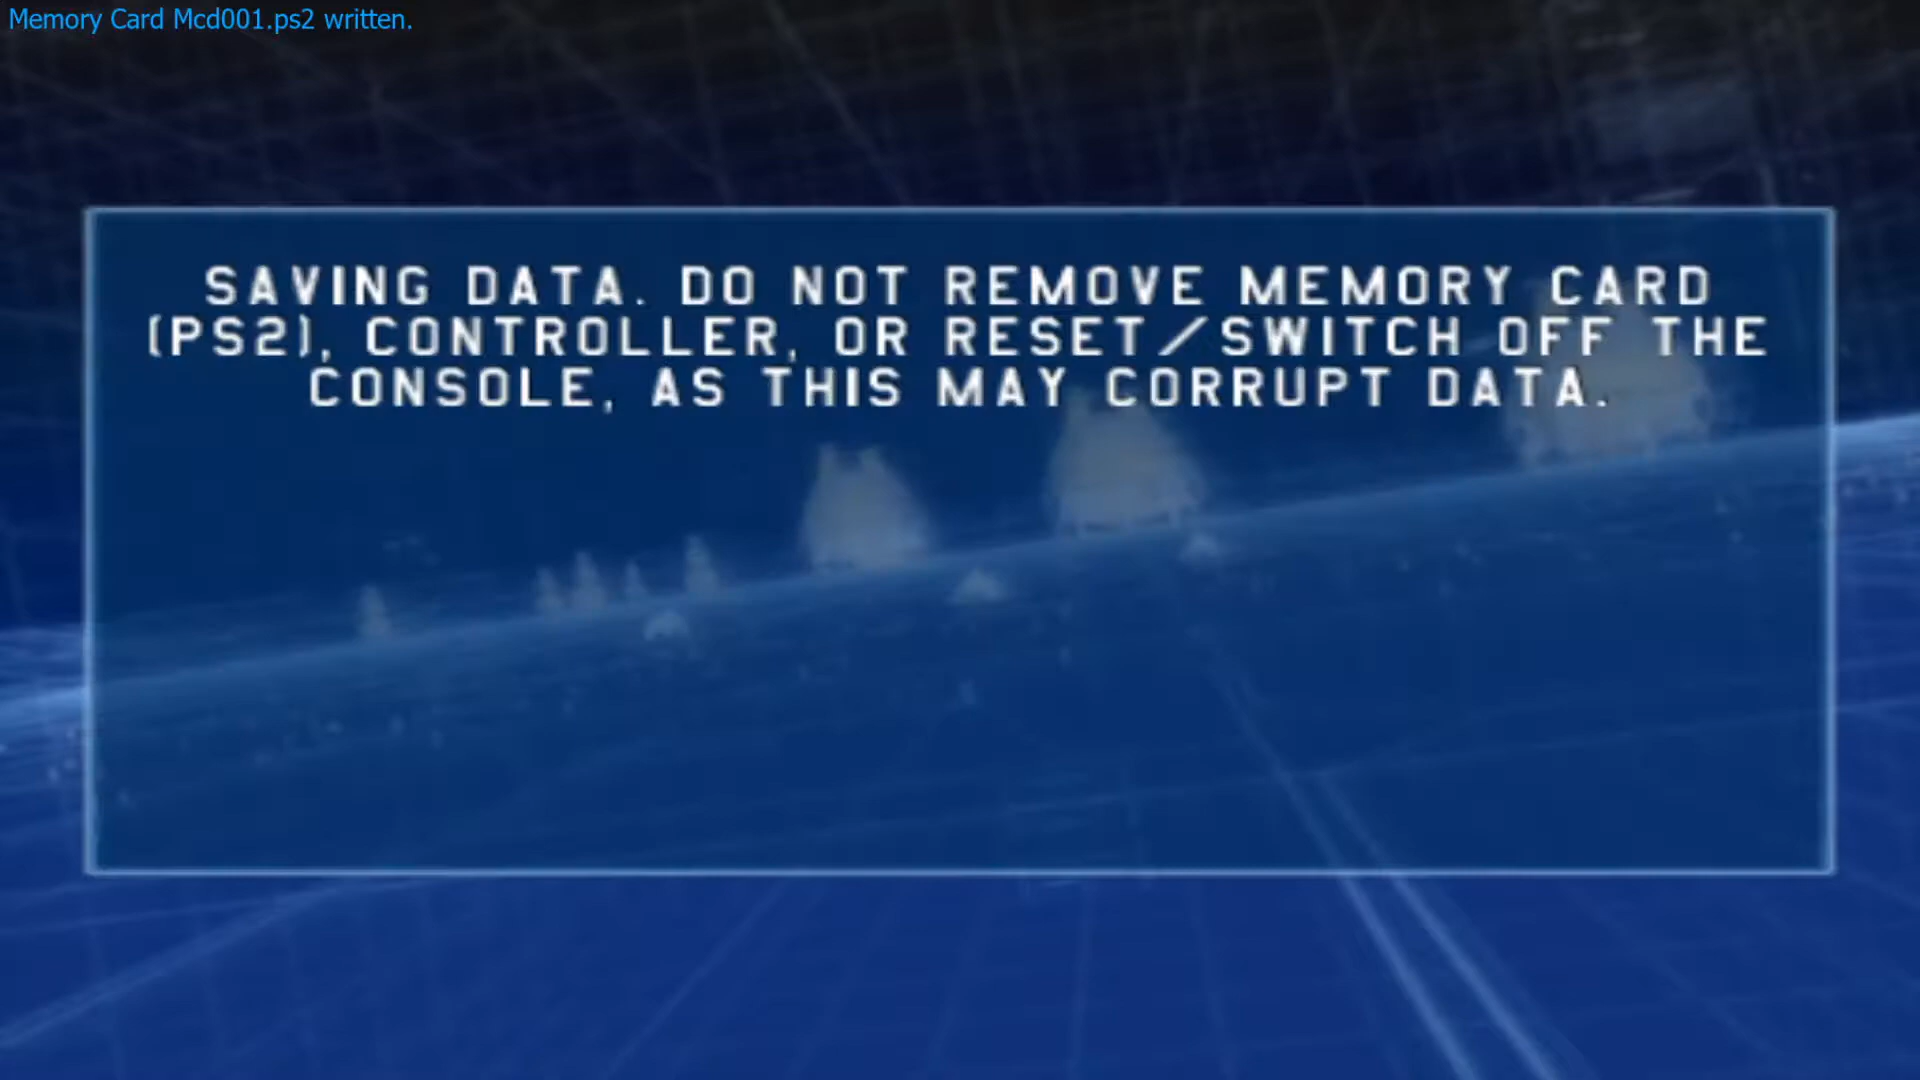 Memory Card Mcd001.ps2 written.
SAVING DATA. DO NOT REMOVE MEMORY CARD
(PS2), CONTROLLER, OR RESET/SWITCH OFF THE
CONSOLE, AS THIS MAY CORRUPT DATA.